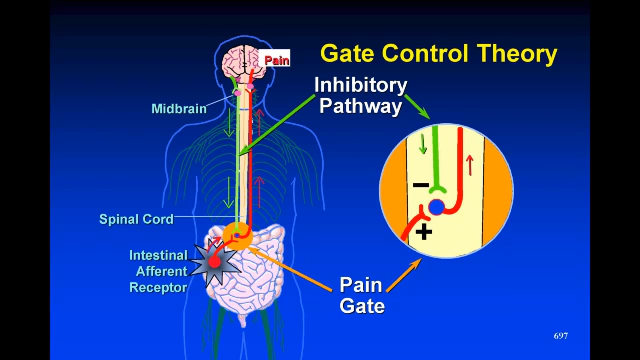 Gate Control Theory
Pain
Inhibitory
Pathway
Midbrain
Spinal Cord
Intestinal
Afferent
Receptor
Pain
Gate
−
+
697